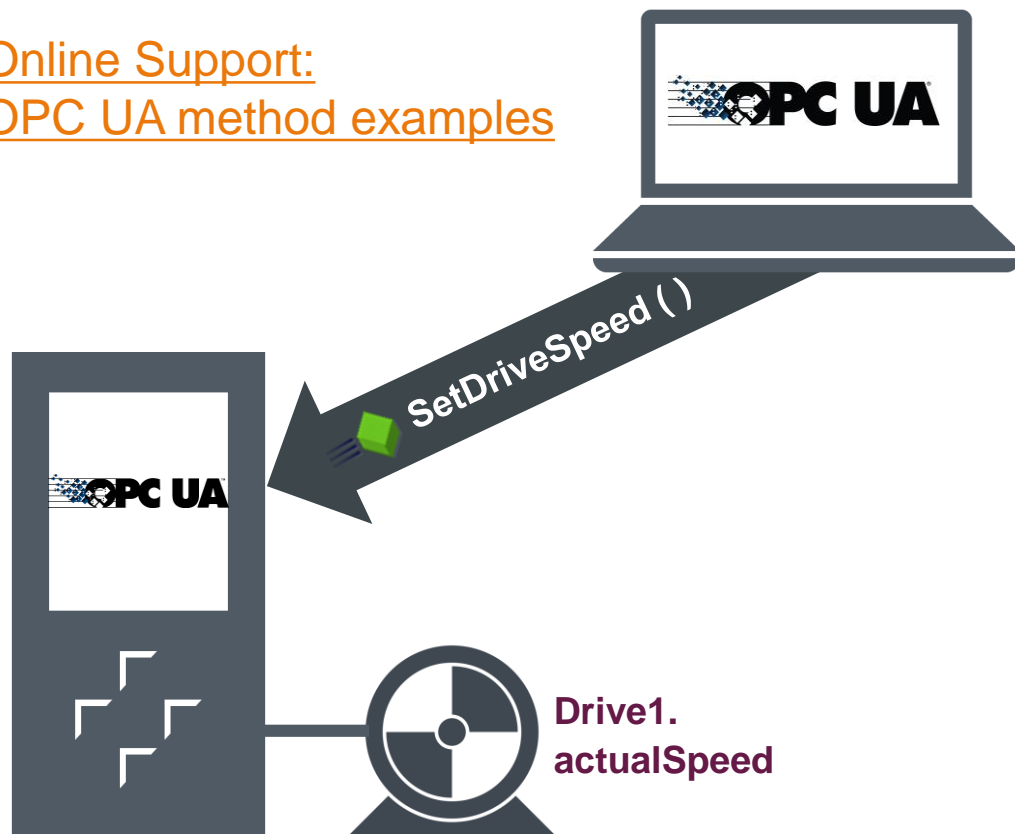 Online Support:
OPC UA method examples
OPC UA
SetDriveSpeed ( )
OPC UA
Drive1.
actualSpeed